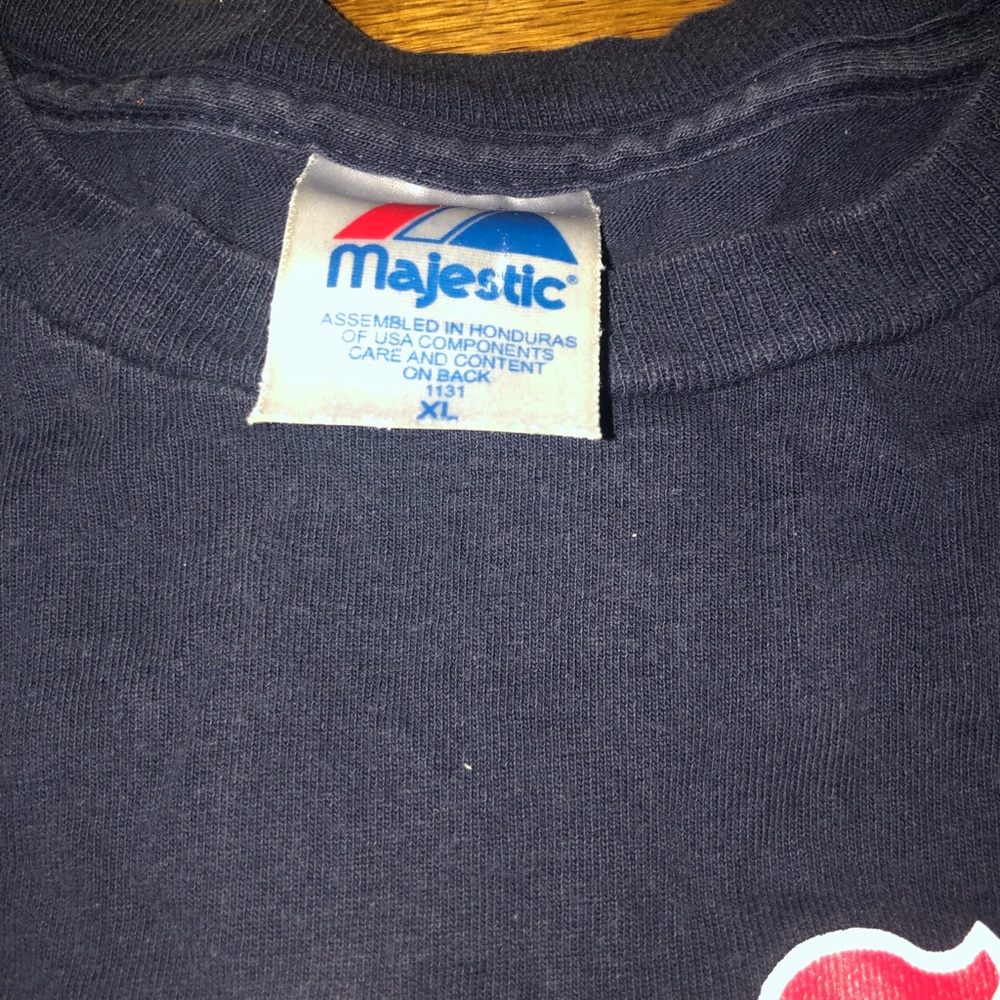 majestic®
ASSEMBLED IN HONDURAS
OF USA COMPONENTS
CARE AND CONTENT
ON BACK
1131
XL